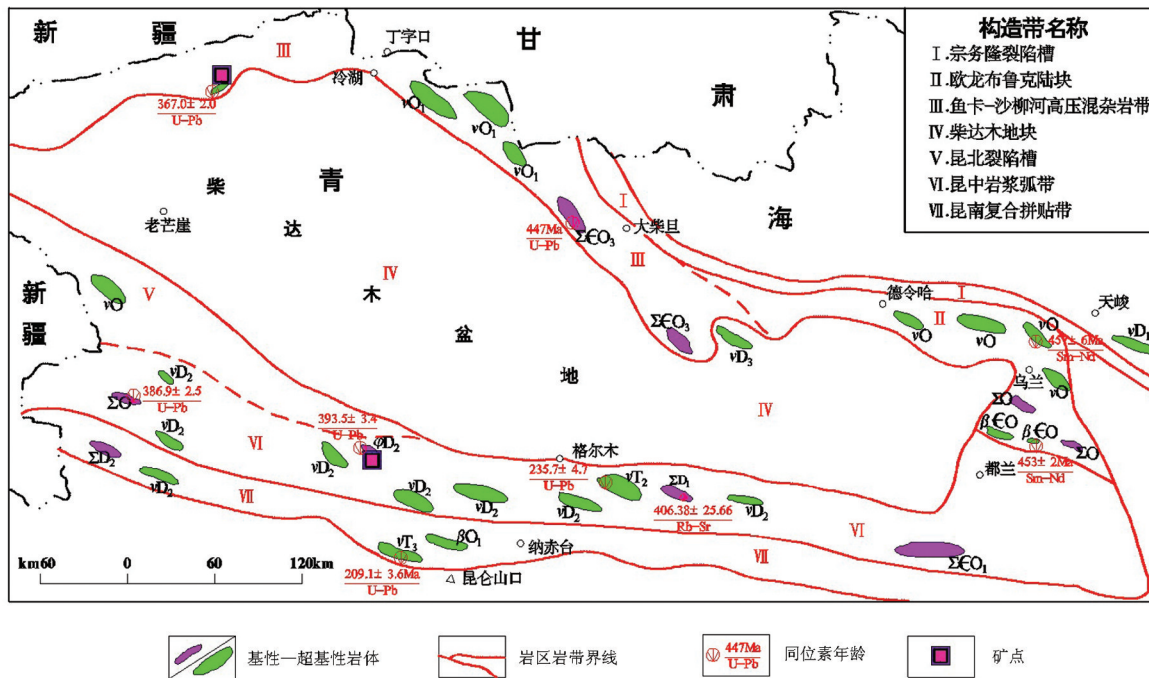 新 疆
Ⅲ
丁字口
甘
冷湖
肃
367.0± 2.0
U-Pb
νO₁
νO₁
νO₁
柴
青
老芒崖
达
447Ma
U-Pb
Σ∈O₃
Ⅰ
大柴旦
海
Ⅲ
新
疆
νO
Ⅴ
木
Ⅳ
盆
地
Σ∈O₃
νD₃
德令哈
Ⅰ
Ⅱ
天峻
νO
νO
νO
νD₁
457± 6Ma
Sm-Nd
νD₂
ΣO
386.9± 2.5
U-Pb
乌兰
νO
ΣO
Ⅳ
νD₂
Ⅵ
393.5± 3.4
U-Pb
φD₂
νD₂
β∈O
β∈O
ΣO
453± 2Ma
Sm-Nd
都兰
格尔木
ΣD₂
νD₂
Ⅶ
235.7± 4.7
U-Pb
νT₂
ΣD₁
406.38± 25.66
Rb-Sr
νD₂
νD₂
νD₂
νD₂
Ⅵ
Ⅶ
νT₃
βO₁
纳赤台
209.1± 3.6Ma
U-Pb
昆仑山口
Σ∈O₁
km60 0 60 120km
构造带名称
Ⅰ.宗务隆裂陷槽
Ⅱ.欧龙布鲁克陆块
Ⅲ.鱼卡-沙柳河高压混杂岩带
Ⅳ.柴达木地块
Ⅴ.昆北裂陷槽
Ⅵ.昆中岩浆弧带
Ⅶ.昆南复合拼贴带
基性—超基性岩体
岩区岩带界线
447Ma
U-Pb
同位素年龄
矿点